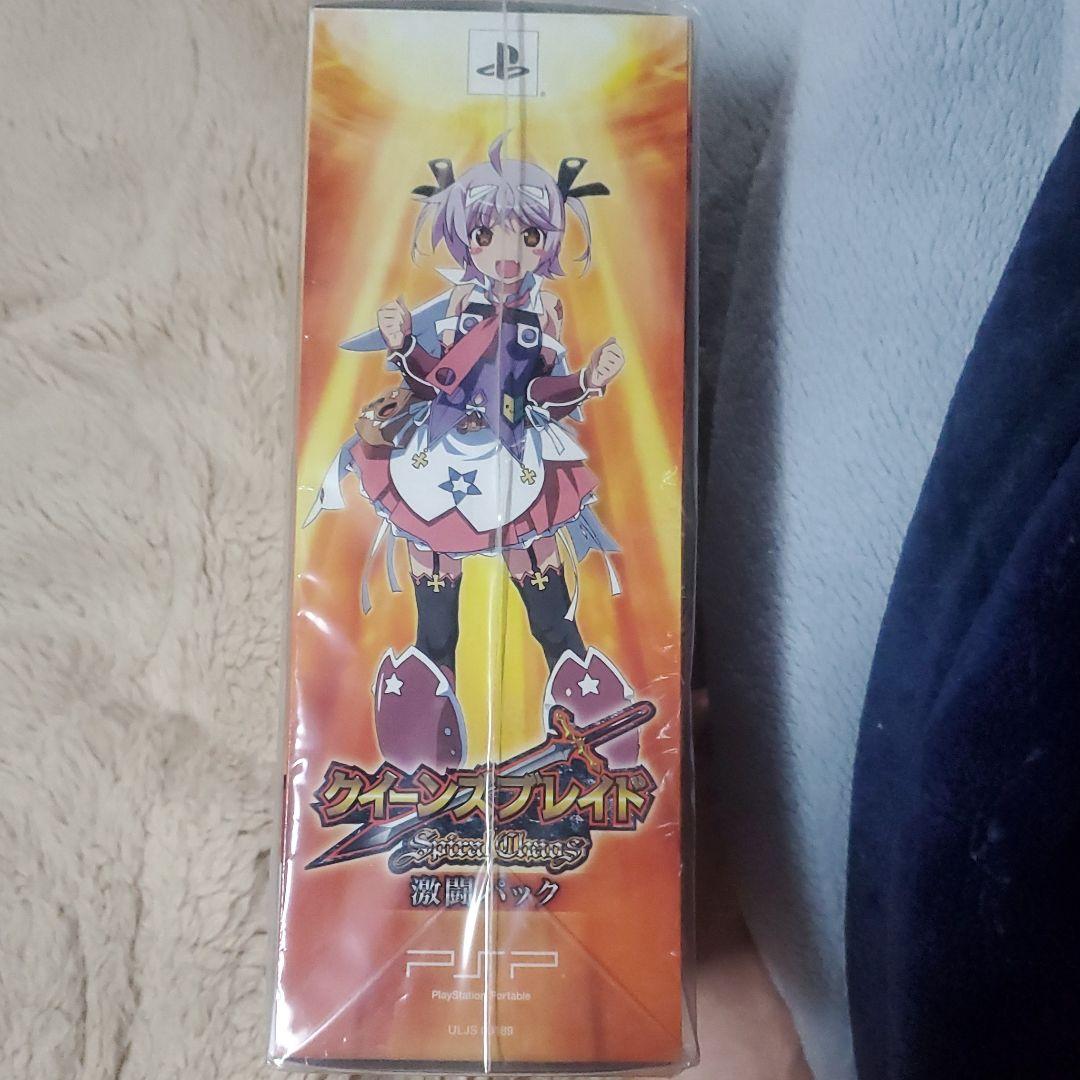 クイーンズブレイド
Spiral Chaos
激闘パック
PSP
PlayStation Portable
ULJS